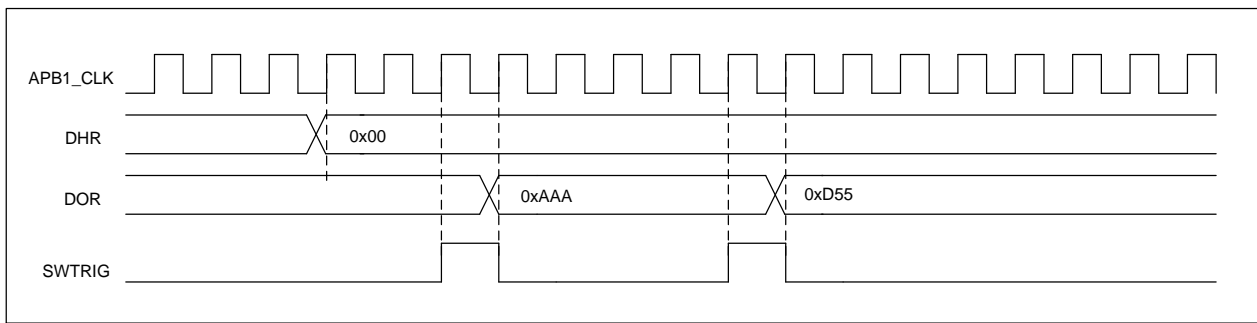 APB1_CLK
DHR
0x00
DOR
0xAAA
0xD55
SWTRIG